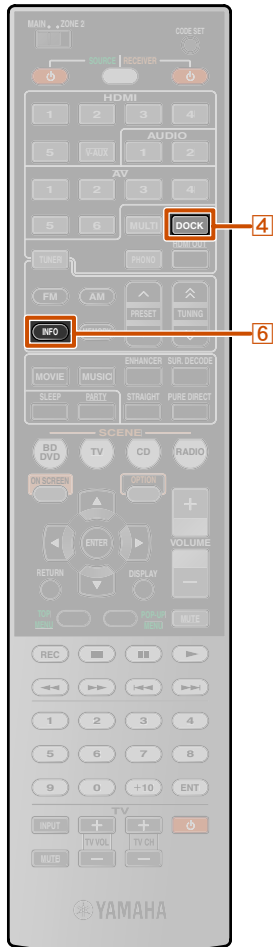 MAIN ZONE 2
CODE SET
SOURCE RECEIVER
HDMI
1 2 3 4
AUDIO
5 V-AUX 1 2
AV
1 2 3 4
5 6 MULTI DOCK 4
HDMI OUT
TUNER PHONO
FM AM
PRESET TUNING
INFO 6
ENHANCER SUR. DECODE
MOVIE MUSIC
SLEEP PARTY STRAIGHT PURE DIRECT
SCENE
BD
DVD TV CD RADIO
ON SCREEN OPTION
ENTER
VOLUME
RETURN DISPLAY
TOP
MENU
POP-UP
MENU
MUTE
REC
1 2 3 4
5 6 7 8
9 0 +10 ENT
TV
INPUT
TV VOL TV CH
MUTE
YAMAHA